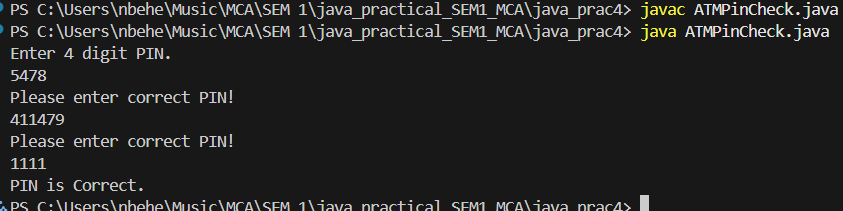 PS C:\Users\nbehe\Music\MCA\SEM 1\java_practical_SEM1_MCA\java_prac4> javac ATMPinCheck.java
PS C:\Users\nbehe\Music\MCA\SEM 1\java_practical_SEM1_MCA\java_prac4> java ATMPinCheck.java
Enter 4 digit PIN.
5478
Please enter correct PIN!
411479
Please enter correct PIN!
1111
PIN is Correct.
PS C:\Users\nbehe\Music\MCA\SEM 1\java_practical_SEM1_MCA\java_prac4>